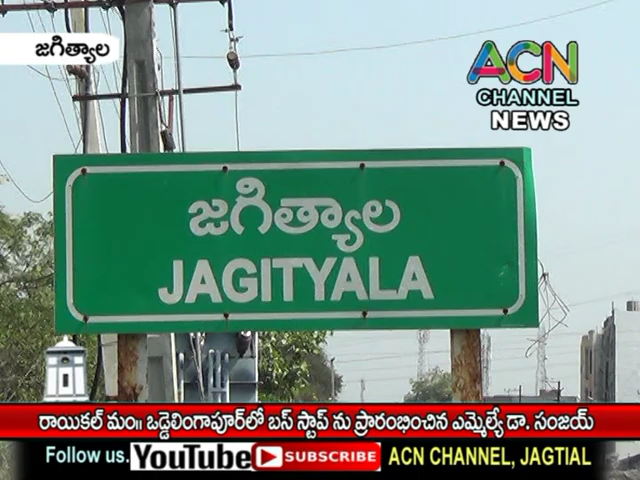 జగిత్యాల
ACN
CHANNEL
NEWS
జగిత్యాల
JAGITYALA
రాయికల్ మం॥ ఒడ్డెలింగాపూర్‌లో బస్ స్టాప్ ను ప్రారంభించిన ఎమ్మెల్యే డా. సంజయ్
Follow us. YouTube SUBSCRIBE ACN CHANNEL, JAGTIAL